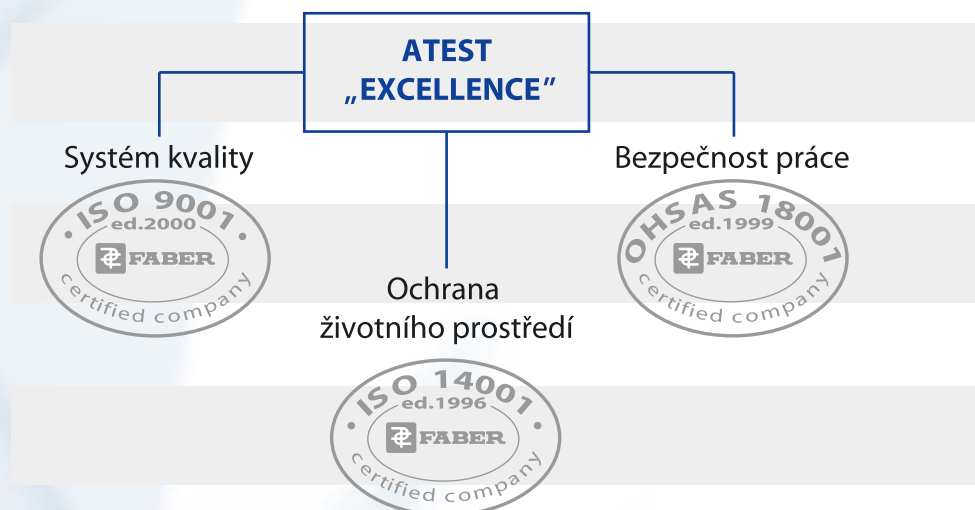 ATEST
„EXCELLENCE”
Systém kvality
ISO 9001
ed.2000
FABER
certified company
Bezpečnost práce
OHSAS 18001
ed.1999
FABER
certified company
Ochrana
životního prostředí
ISO 14001
ed.1996
FABER
certified company